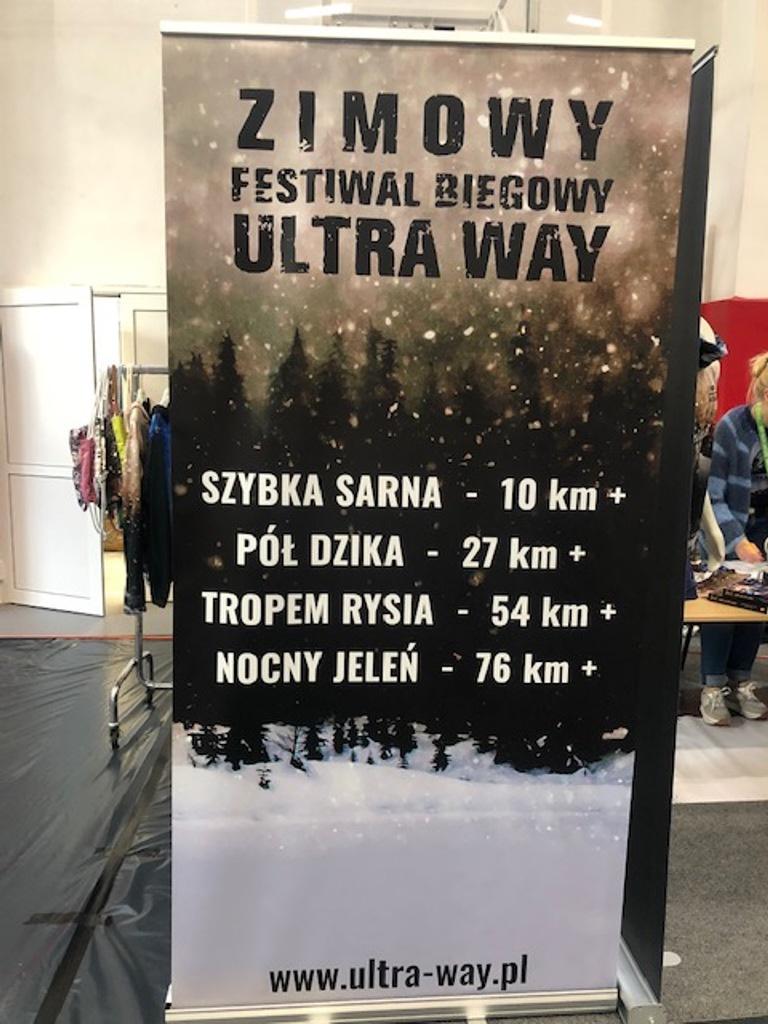 ZIMOWY
FESTIWAL BIEGOWY
ULTRA WAY
SZYBKA SARNA - 10 km +
PÓŁ DZIKA - 27 km +
TROPEM RYSIA - 54 km +
NOCNY JELEŃ - 76 km +
www.ultra-way.pl